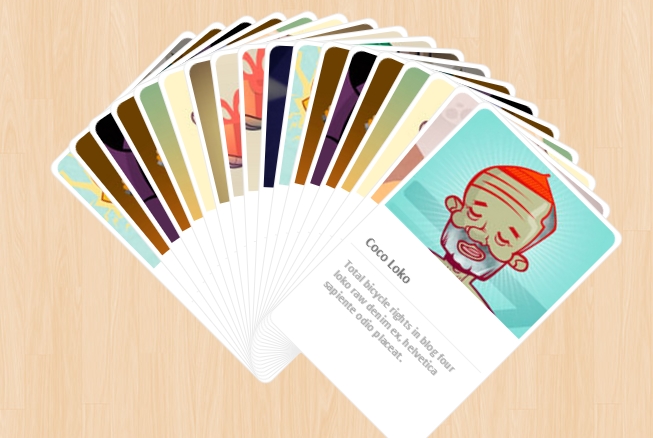 Coco Loko
Total bicycle rights in blog four
loko raw denim ex, helvetica
sapiente odio placeat.